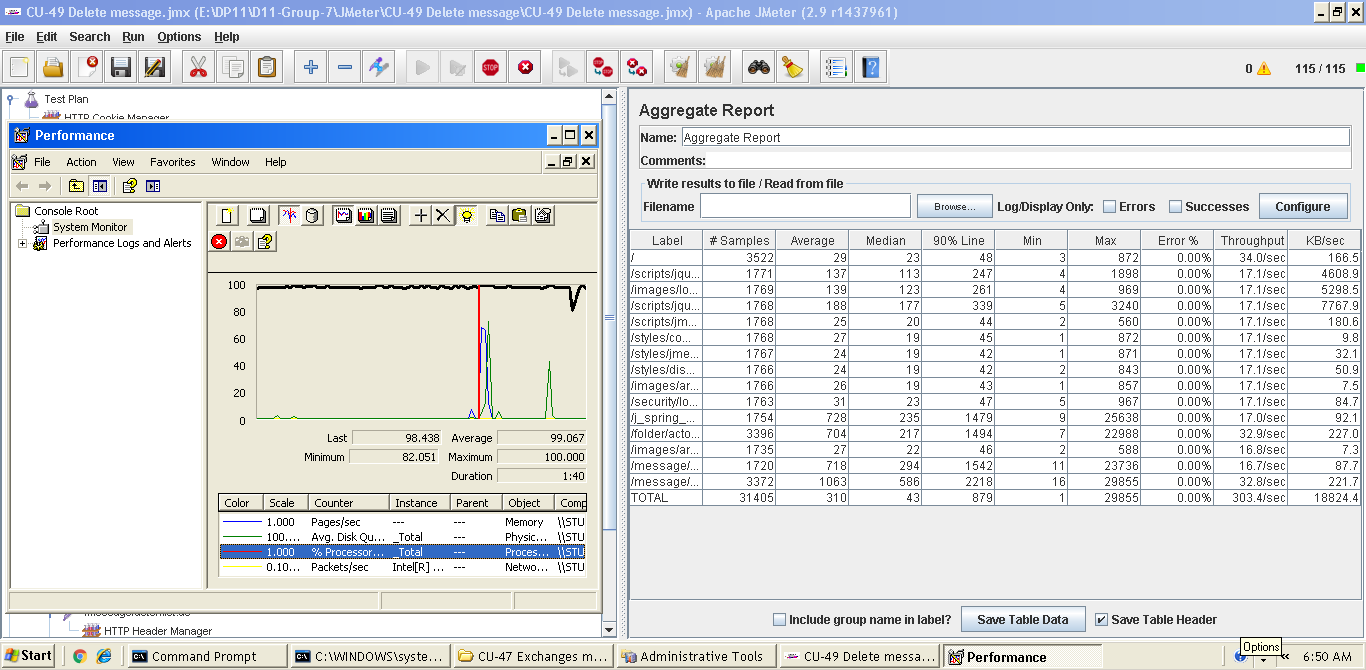 CU-49 Delete message.jmx (E:\DP11\D11-Group-7\JMeter\CU-49 Delete message\CU-49 Delete message.jmx) - Apache JMeter (2.9 r1437961)
File Edit Search Run Options Help
0 115 / 115
Test Plan
HTTP Cookie Manager
Performance
File Action View Favorites Window Help
Console Root
System Monitor
Performance Logs and Alerts
100
80
60
40
20
0
Last 98.438 Average 99.067
Minimum 82.051 Maximum 100.000
Duration 1:40
Color Scale Counter Instance Parent Object Comp
1.000 Pages/sec --- --- Memory \\STU
100.... Avg. Disk Qu... _Total --- Physic... \\STU
1.000 % Processor... _Total --- Proces... \\STU
0.10... Packets/sec Intel[R] ... --- Netwo... \\STU
HTTP Header Manager
Aggregate Report
Name: Aggregate Report
Comments:
Write results to file / Read from file
Filename Browse... Log/Display Only: Errors Successes Configure
Label # Samples Average Median 90% Line Min Max Error % Throughput KB/sec
/ 3522 29 23 48 3 872 0.00% 34.0/sec 166.5
/scripts/jqu... 1771 137 113 247 4 1898 0.00% 17.1/sec 4608.9
/images/lo... 1769 139 123 261 4 969 0.00% 17.1/sec 5298.5
/scripts/jqu... 1768 188 177 339 5 3240 0.00% 17.1/sec 7767.9
/scripts/jm... 1768 25 20 44 2 560 0.00% 17.1/sec 180.6
/styles/co... 1768 27 19 45 1 872 0.00% 17.1/sec 9.8
/styles/jme... 1767 24 19 42 1 871 0.00% 17.1/sec 32.1
/styles/dis... 1766 24 19 42 2 843 0.00% 17.1/sec 50.9
/images/ar... 1766 26 19 43 1 857 0.00% 17.1/sec 7.5
/security/lo... 1763 31 23 47 5 967 0.00% 17.1/sec 84.7
/j_spring_... 1754 728 235 1479 9 25638 0.00% 17.0/sec 92.1
/folder/acto... 3396 704 217 1494 7 22988 0.00% 32.9/sec 227.0
/images/ar... 1735 27 22 46 2 588 0.00% 16.8/sec 7.3
/message/... 1720 718 294 1542 11 23736 0.00% 16.7/sec 87.7
/message/... 3372 1063 586 2218 16 29855 0.00% 32.8/sec 221.7
TOTAL 31405 310 43 879 1 29855 0.00% 303.4/sec 18824.4
Include group name in label? Save Table Data Save Table Header
Options
Start Command Prompt C:\WINDOWS\syste... CU-47 Exchanges m... Administrative Tools CU-49 Delete messa... Performance 6:50 AM